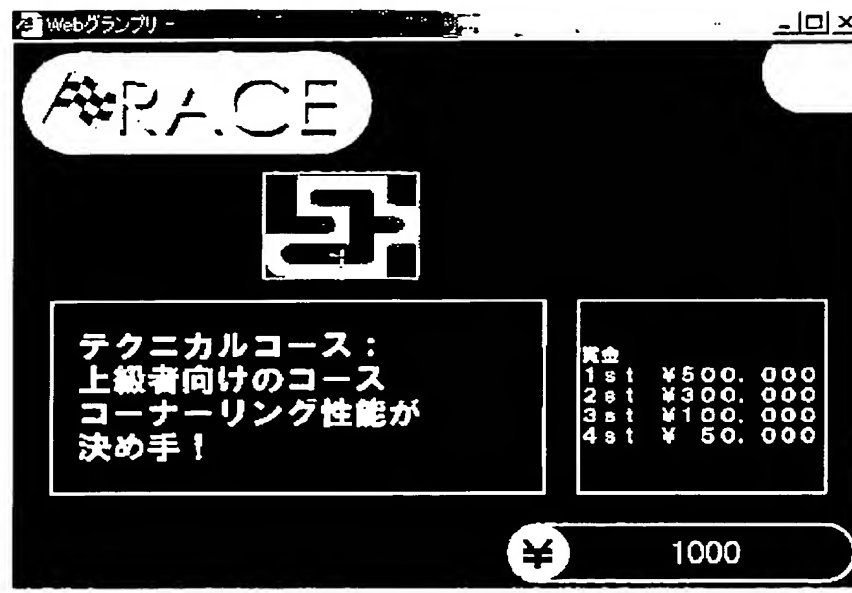 Webグランプリ -
RACE
テクニカルコース:
上級者向けのコース
コーナーリング性能が
決め手!
賞金
1st ¥500. 000
2st ¥300. 000
3st ¥100. 000
4st ¥ 50. 000
¥ 1000